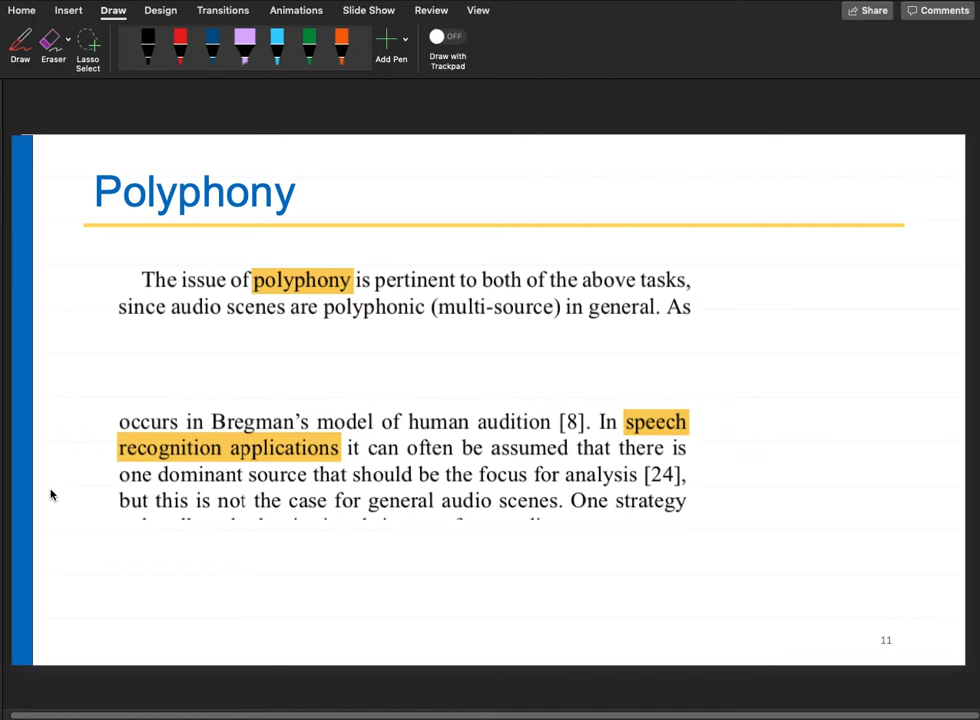 Home Insert Draw Design Transitions Animations Slide Show Review View Share Comments
Draw Eraser Lasso Select Add Pen OFF Draw with Trackpad
Polyphony
The issue of polyphony is pertinent to both of the above tasks,
since audio scenes are polyphonic (multi-source) in general. As
occurs in Bregman's model of human audition [8]. In speech
recognition applications it can often be assumed that there is
one dominant source that should be the focus for analysis [24],
but this is not the case for general audio scenes. One strategy
11